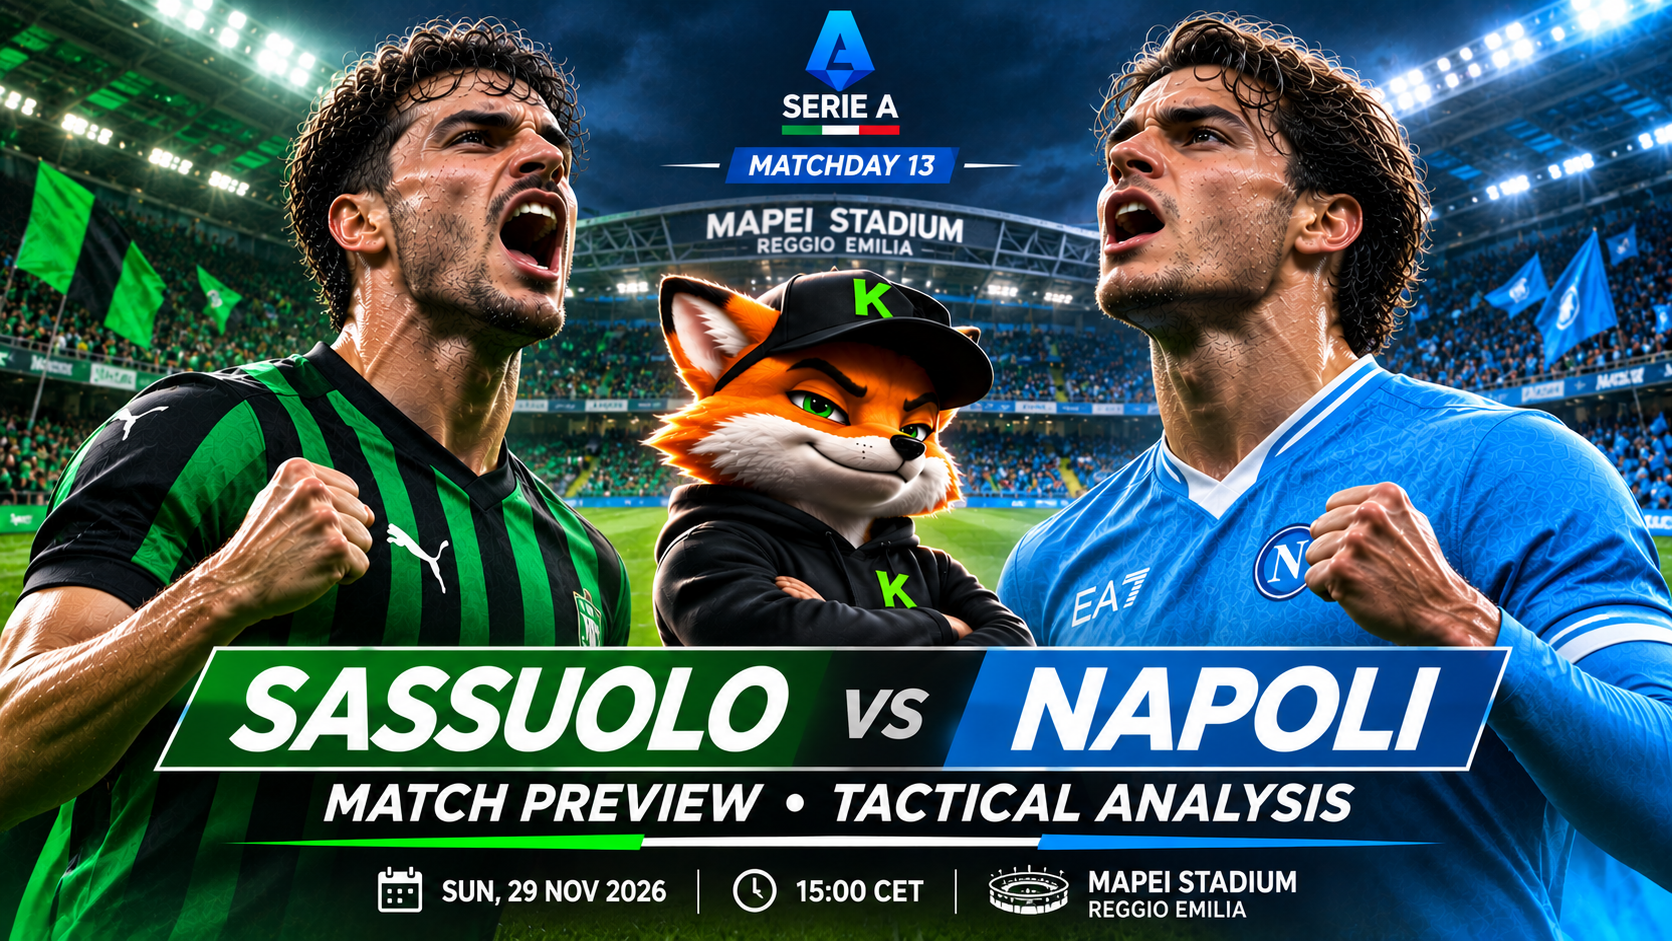 SERIE A
MATCHDAY 13
MAPEI STADIUM
REGGIO EMILIA
K
K
EA7
N
SASSUOLO VS NAPOLI
MATCH PREVIEW • TACTICAL ANALYSIS
SUN, 29 NOV 2026
15:00 CET
MAPEI STADIUM
REGGIO EMILIA